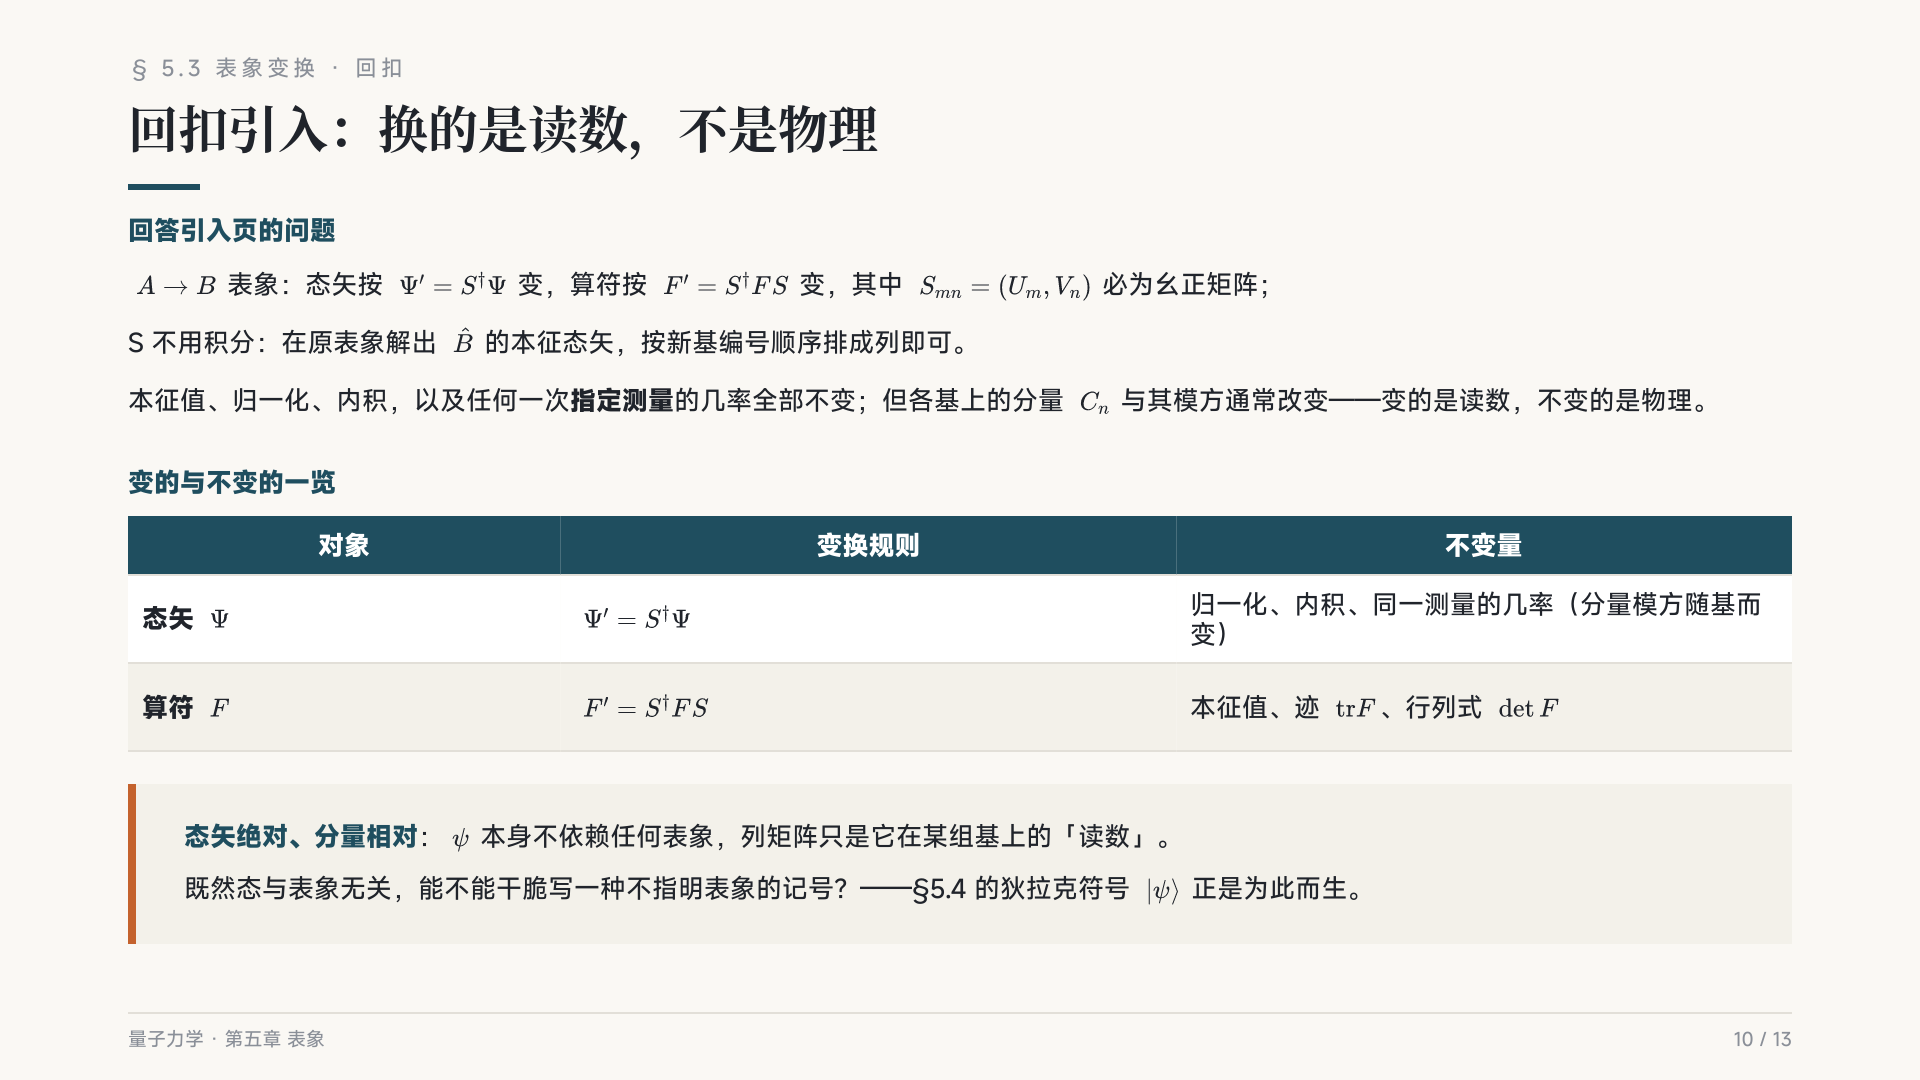 § 5.3 表象变换 · 回扣
回扣引入：换的是读数，不是物理
回答引入页的问题
A → B 表象：态矢按 Ψ′ = S†Ψ 变，算符按 F′ = S†FS 变，其中 Sₘₙ = (Uₘ, Vₙ) 必为幺正矩阵；
S 不用积分：在原表象解出 B̂ 的本征态矢，按新基编号顺序排成列即可。
本征值、归一化、内积，以及任何一次指定测量的几率全部不变；但各基上的分量 Cₙ 与其模方通常改变——变的是读数，不变的是物理。
变的与不变的一览
对象 变换规则 不变量
态矢 Ψ Ψ′ = S†Ψ 归一化、内积、同一测量的几率（分量模方随基而
变）
算符 F F′ = S†FS 本征值、迹 trF、行列式 det F
态矢绝对、分量相对： ψ 本身不依赖任何表象，列矩阵只是它在某组基上的「读数」。
既然态与表象无关，能不能干脆写一种不指明表象的记号？——§5.4 的狄拉克符号 |ψ⟩ 正是为此而生。
量子力学 · 第五章 表象
10 / 13